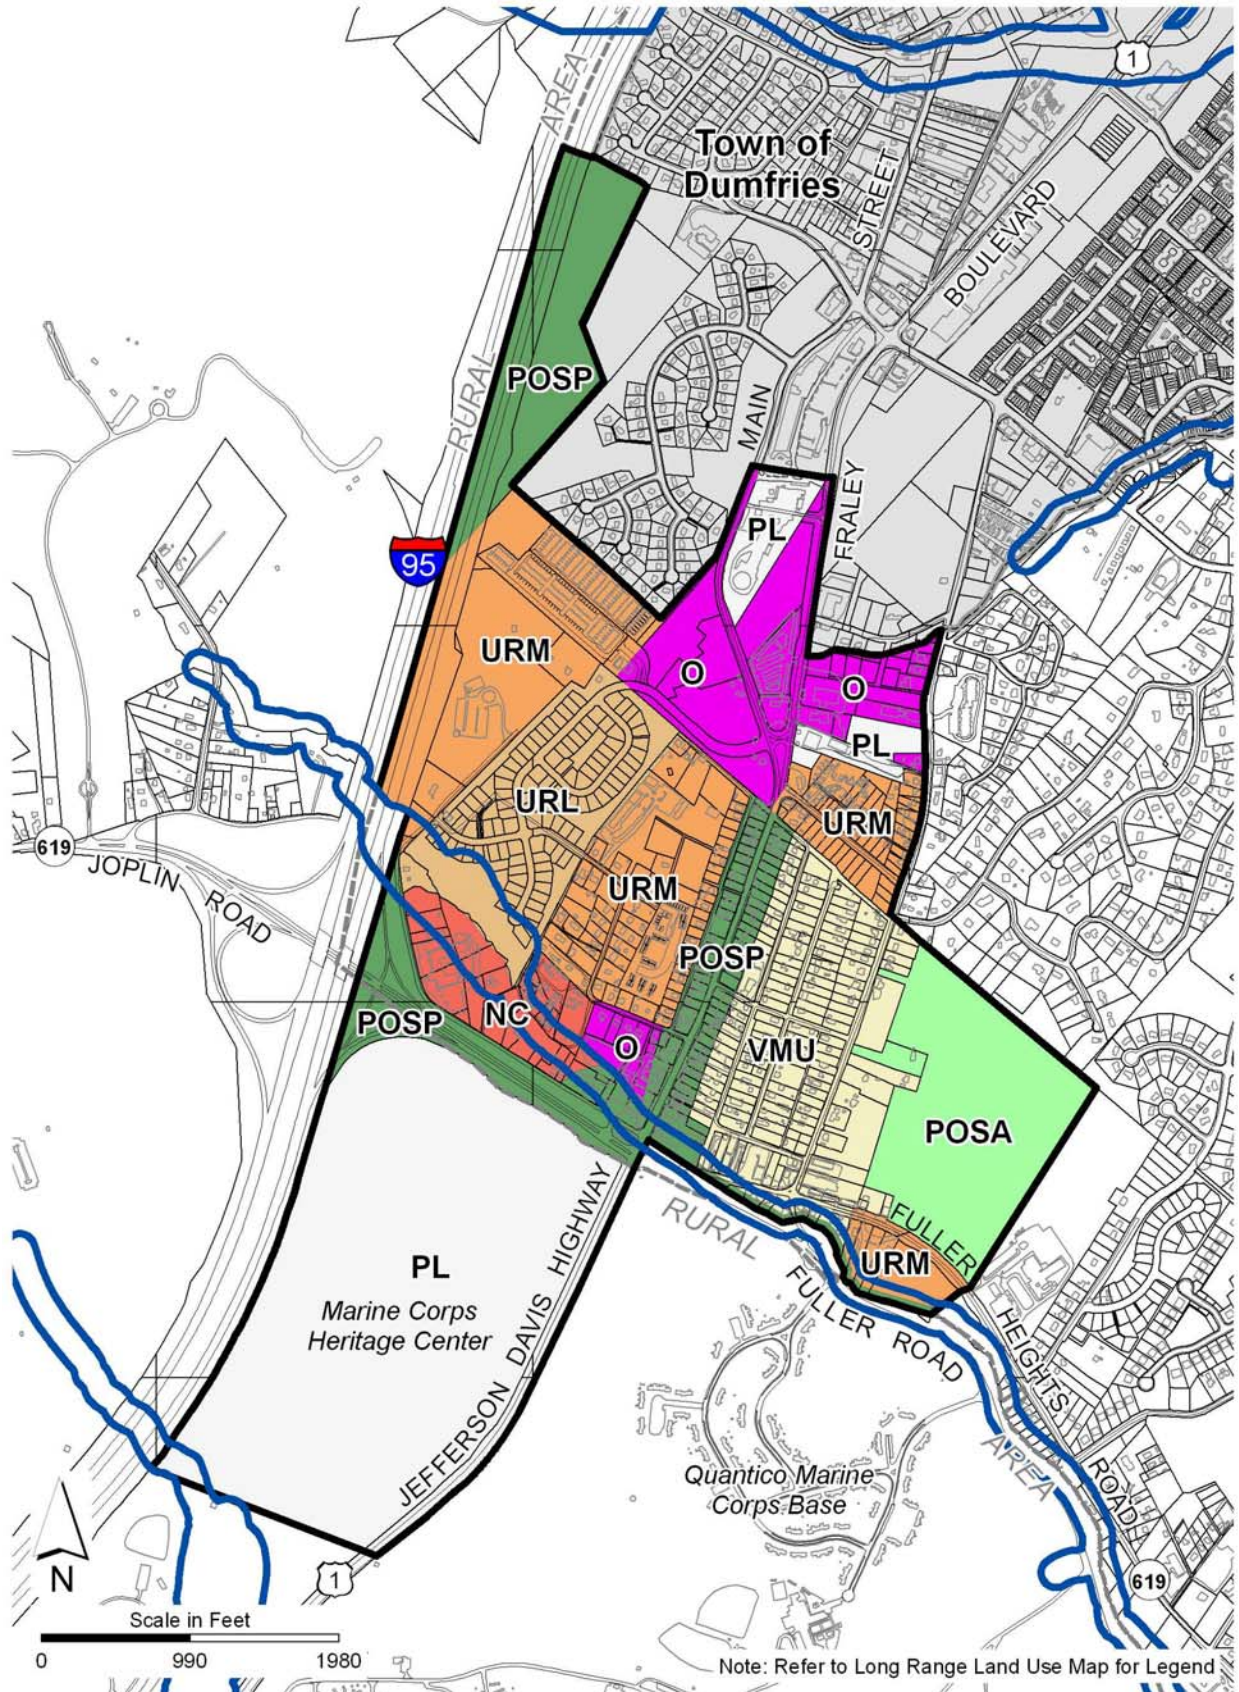 1
AREA
Town of
Dumfries
STREET
BOULEVARD
POSP
RURAL
MAIN
FRALEY
PL
95
URM
O
O
PL
URL
URM
619
JOPLIN ROAD
URM
POSP
NC
POSP
O
VMU
POSA
RURAL
FULLER
URM
PL
Marine Corps
Heritage Center
JEFFERSON DAVIS HIGHWAY
FULLER ROAD
HEIGHTS
AREA
Quantico Marine
Corps Base
ROAD
619
N
1
Scale in Feet
0 990 1980
Note: Refer to Long Range Land Use Map for Legend